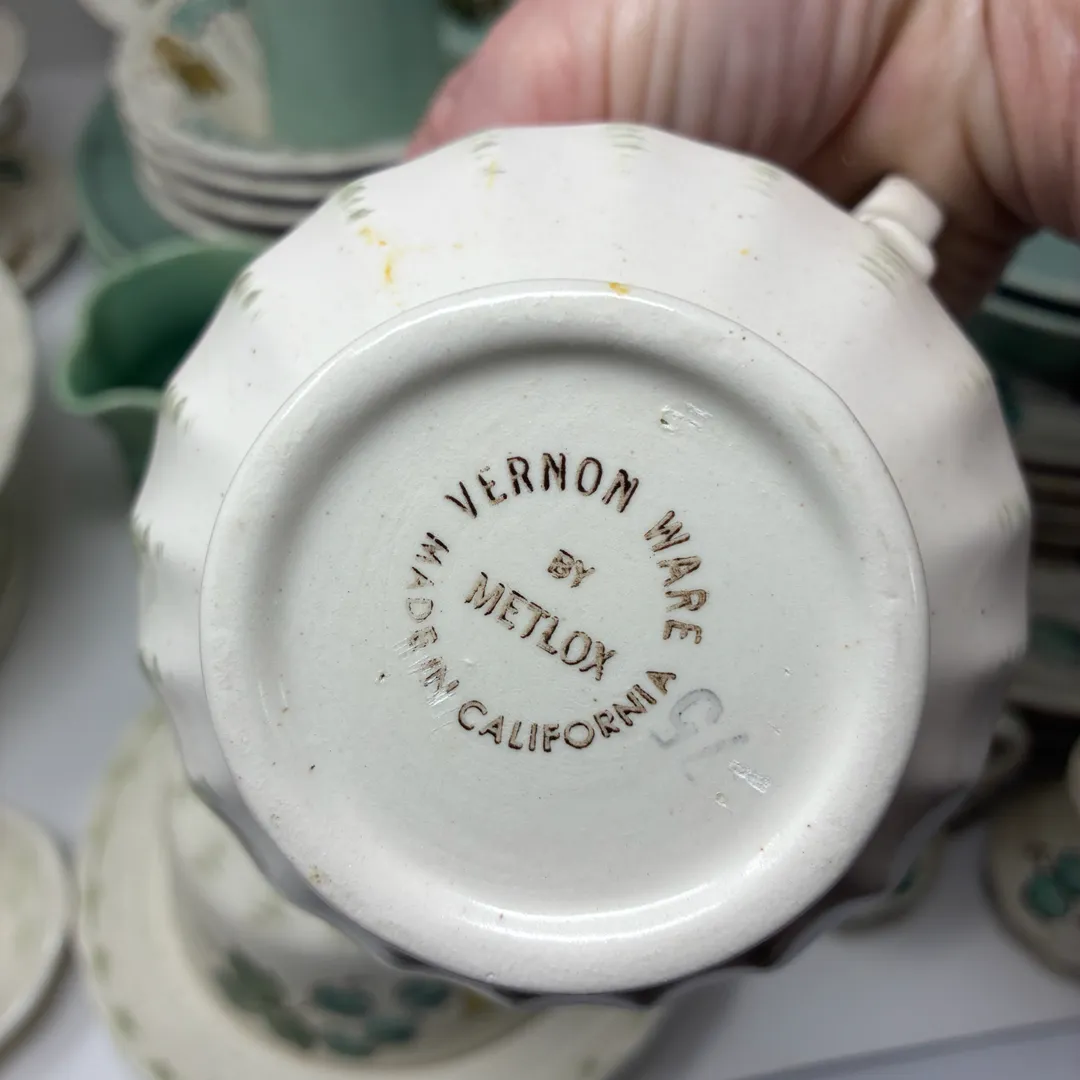 VERNON WARE
BY
METLOX
MADE IN CALIFORNIA